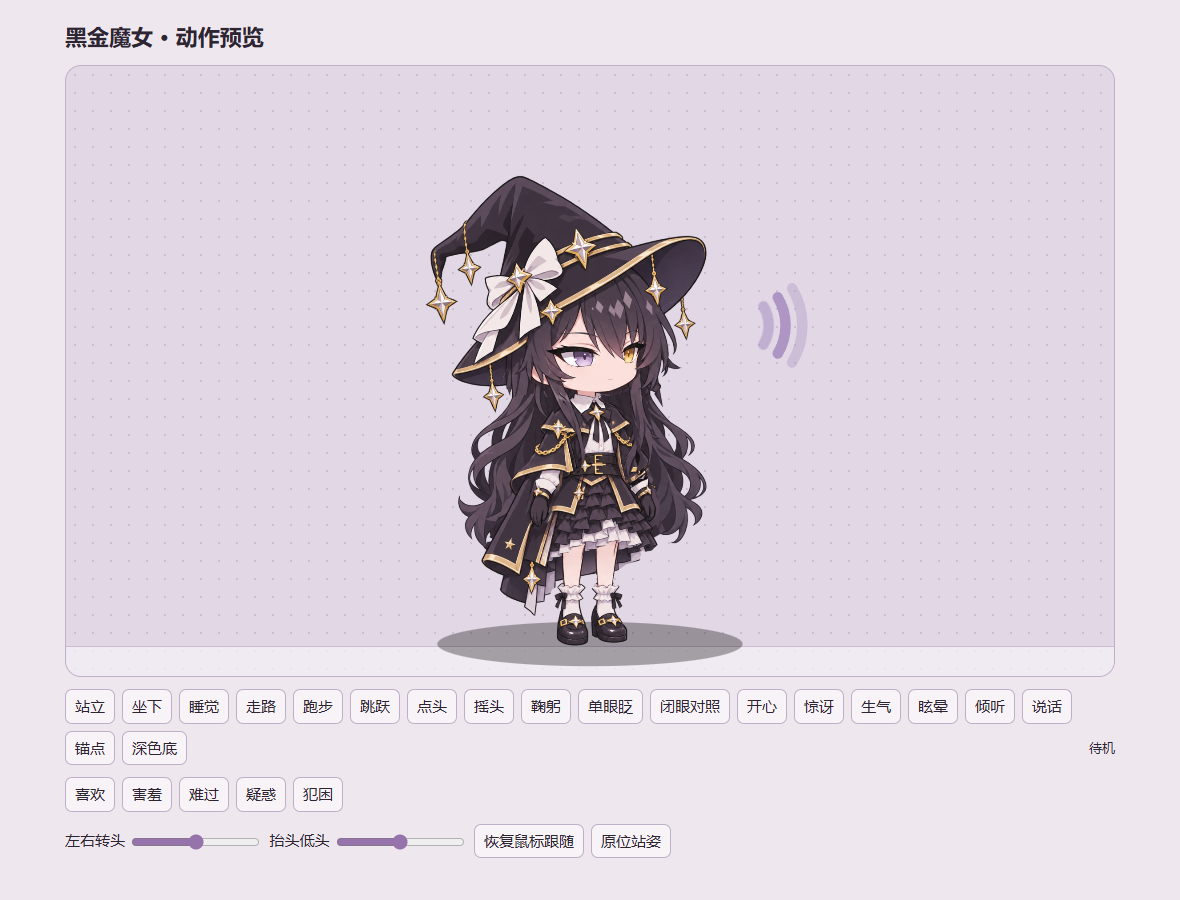 黑金魔女・动作预览
站立 坐下 睡觉 走路 跑步 跳跃 点头 摇头 鞠躬 单眼眨 闭眼对照 开心 惊讶 生气 眩晕 倾听 说话
锚点 深色底 待机
喜欢 害羞 难过 疑惑 犯困
左右转头 抬头低头 恢复鼠标跟随 原位站姿